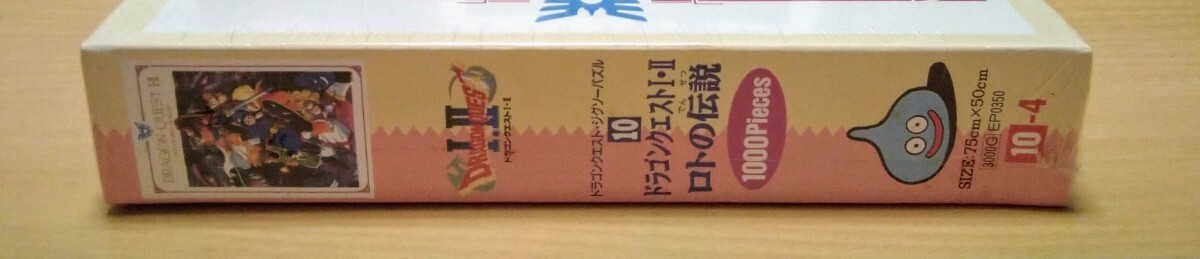 DRAGON QUEST I·II
I·II
DRAGON QUEST
ドラゴンクエスト I・II
ドラゴンクエスト・ジグソーパズル
10
ドラゴンクエストI・II
ロトの伝説
でんせつ
1000Pieces
SIZE:75cm×50cm
3000G EP0350
10-4